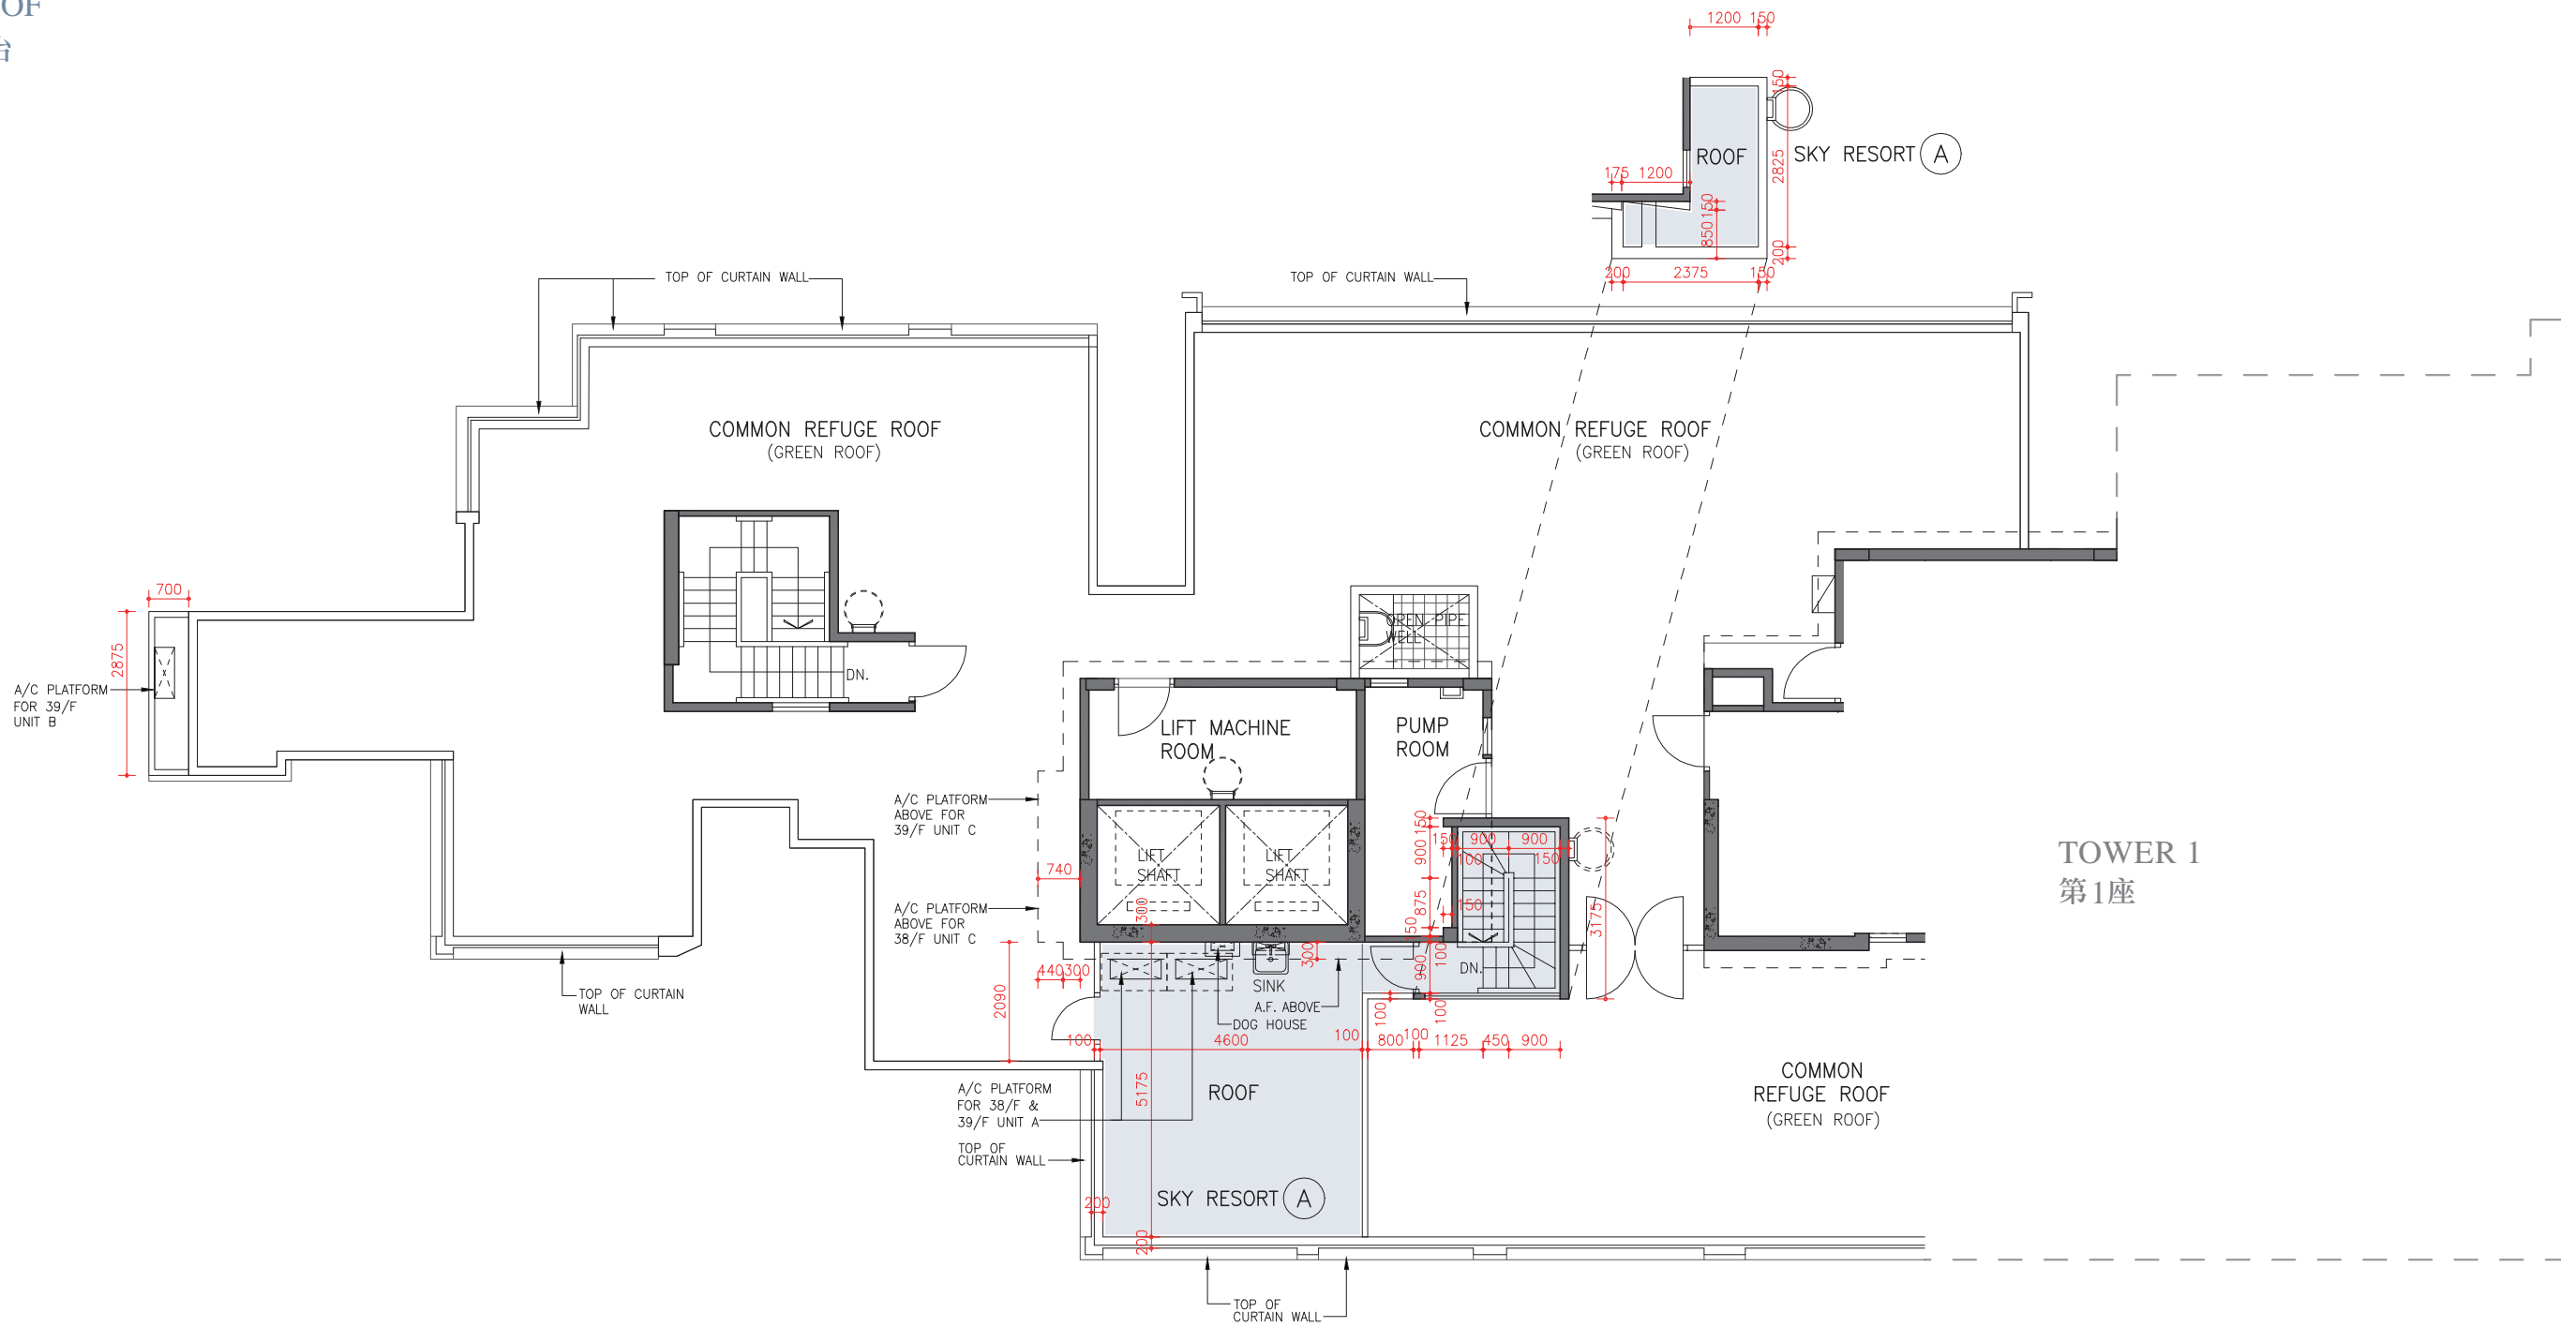 OF
台
1200 150
150
ROOF
SKY RESORT A
2825
175 1200
150
850
200
200 2375 150
TOP OF CURTAIN WALL
TOP OF CURTAIN WALL
COMMON REFUGE ROOF
(GREEN ROOF)
COMMON REFUGE ROOF
(GREEN ROOF)
700
2875
A/C PLATFORM
FOR 39/F
UNIT B
DN.
OPEN PIPE
WELL
LIFT MACHINE
ROOM
PUMP
ROOM
A/C PLATFORM
ABOVE FOR
39/F UNIT C
A/C PLATFORM
ABOVE FOR
38/F UNIT C
740
LIFT
SHAFT
LIFT
SHAFT
150
900
150 900 900
100 150
875
150
150
3175
300
300
900
100
DN.
TOWER 1
第1座
440 300
2090
SINK
A.F. ABOVE
DOG HOUSE
100
100
100 4600 100 800 100 1125 450 900
TOP OF CURTAIN
WALL
A/C PLATFORM
FOR 38/F &
39/F UNIT A
5175
ROOF
COMMON
REFUGE ROOF
(GREEN ROOF)
TOP OF
CURTAIN WALL
200
SKY RESORT A
200
TOP OF
CURTAIN WALL